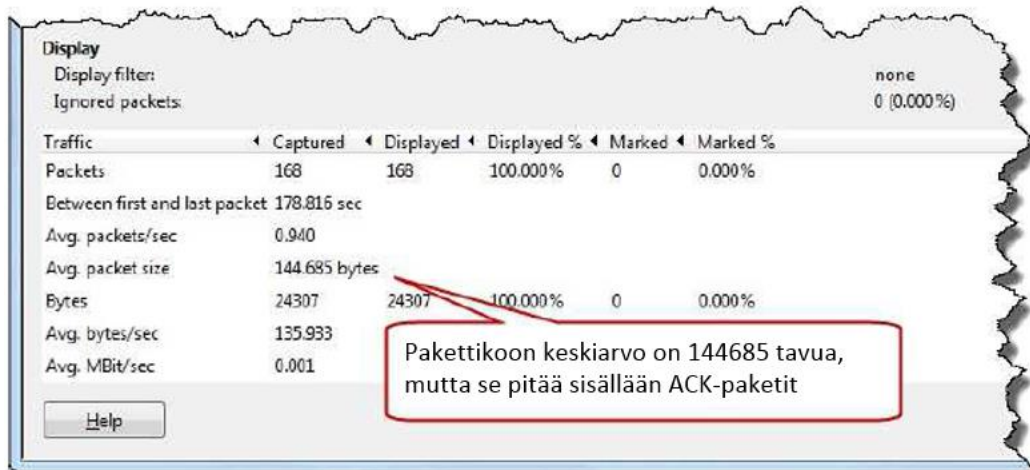 Display
Display filter: none
Ignored packets: 0 (0.000%)
Traffic Captured Displayed Displayed % Marked Marked %
Packets 168 168 100.000% 0 0.000%
Between first and last packet 178.816 sec
Avg. packets/sec 0.940
Avg. packet size 144.685 bytes
Bytes 24307 24307 100.000% 0 0.000%
Avg. bytes/sec 135.933
Avg. MBit/sec 0.001
Pakettikoon keskiarvo on 144685 tavua,
mutta se pitää sisällään ACK-paketit
Help